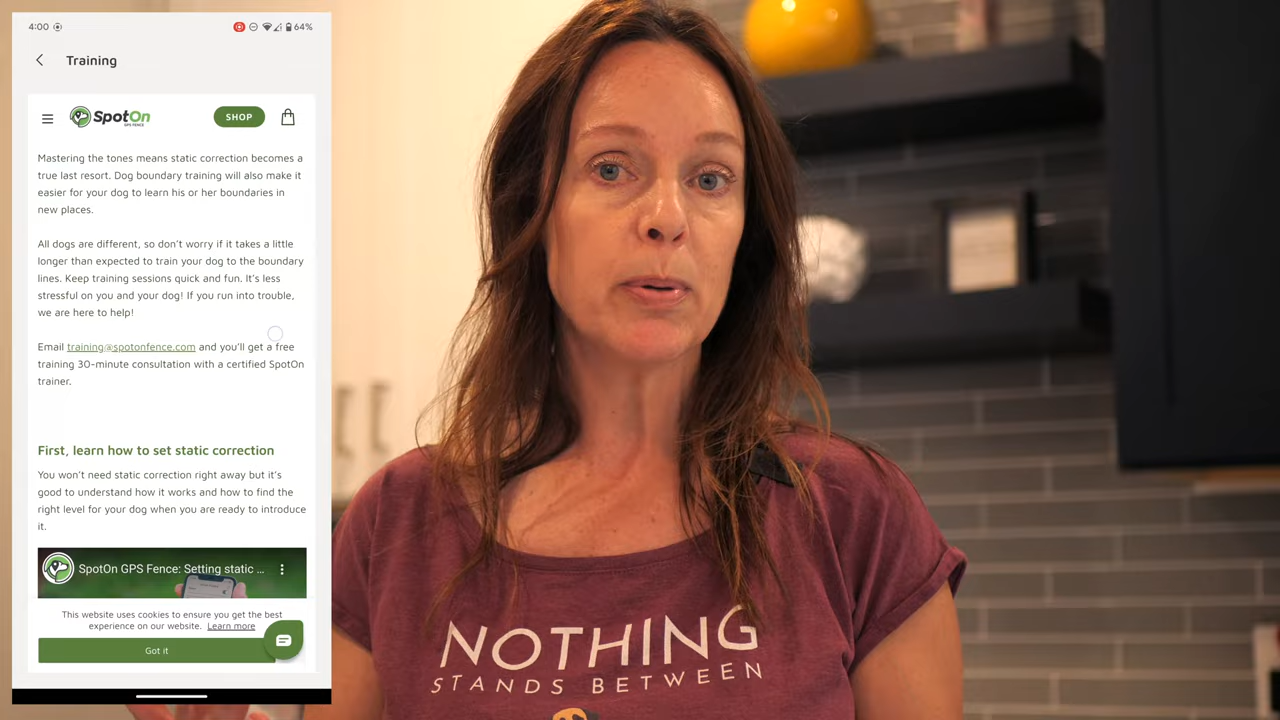 4:00
64%
Training
SpotOn
GPS FENCE
SHOP
Mastering the tones means static correction becomes a
true last resort. Dog boundary training will also make it
easier for your dog to learn his or her boundaries in
new places.
All dogs are different, so don't worry if it takes a little
longer than expected to train your dog to the boundary
lines. Keep training sessions quick and fun. It's less
stressful on you and your dog! If you run into trouble,
we are here to help!
Email training@spotonfence.com and you'll get a free
training 30-minute consultation with a certified SpotOn
trainer.
First, learn how to set static correction
You won't need static correction right away but it's
good to understand how it works and how to find the
right level for your dog when you are ready to introduce
it.
SpotOn GPS Fence: Setting static ...
This website uses cookies to ensure you get the best
experience on our website. Learn more
Got it
NOTHING
STANDS BETWEEN